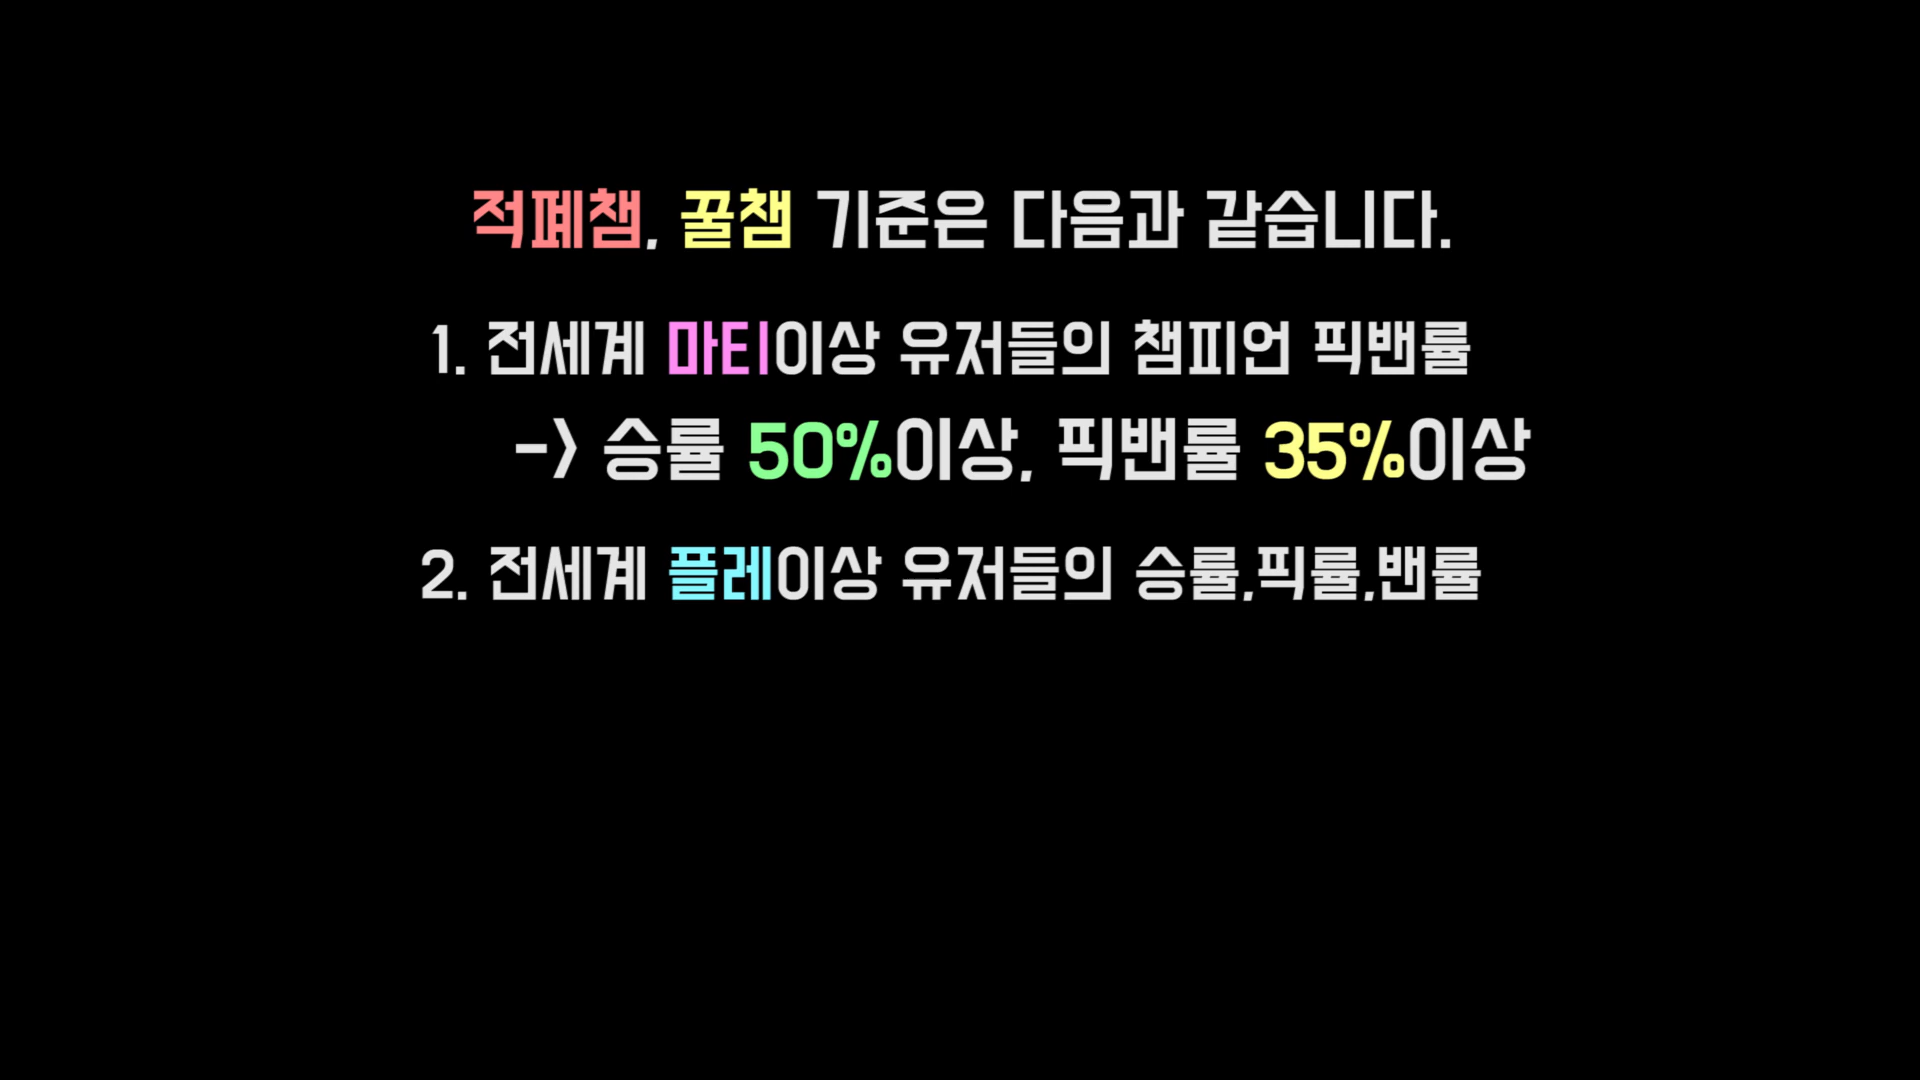 적폐챔, 꿀챔 기준은 다음과 같습니다.
1. 전세계 마티이상 유저들의 챔피언 픽밴률
-> 승률 50%이상, 픽밴률 35%이상
2. 전세계 플레이상 유저들의 승률,픽률,밴률